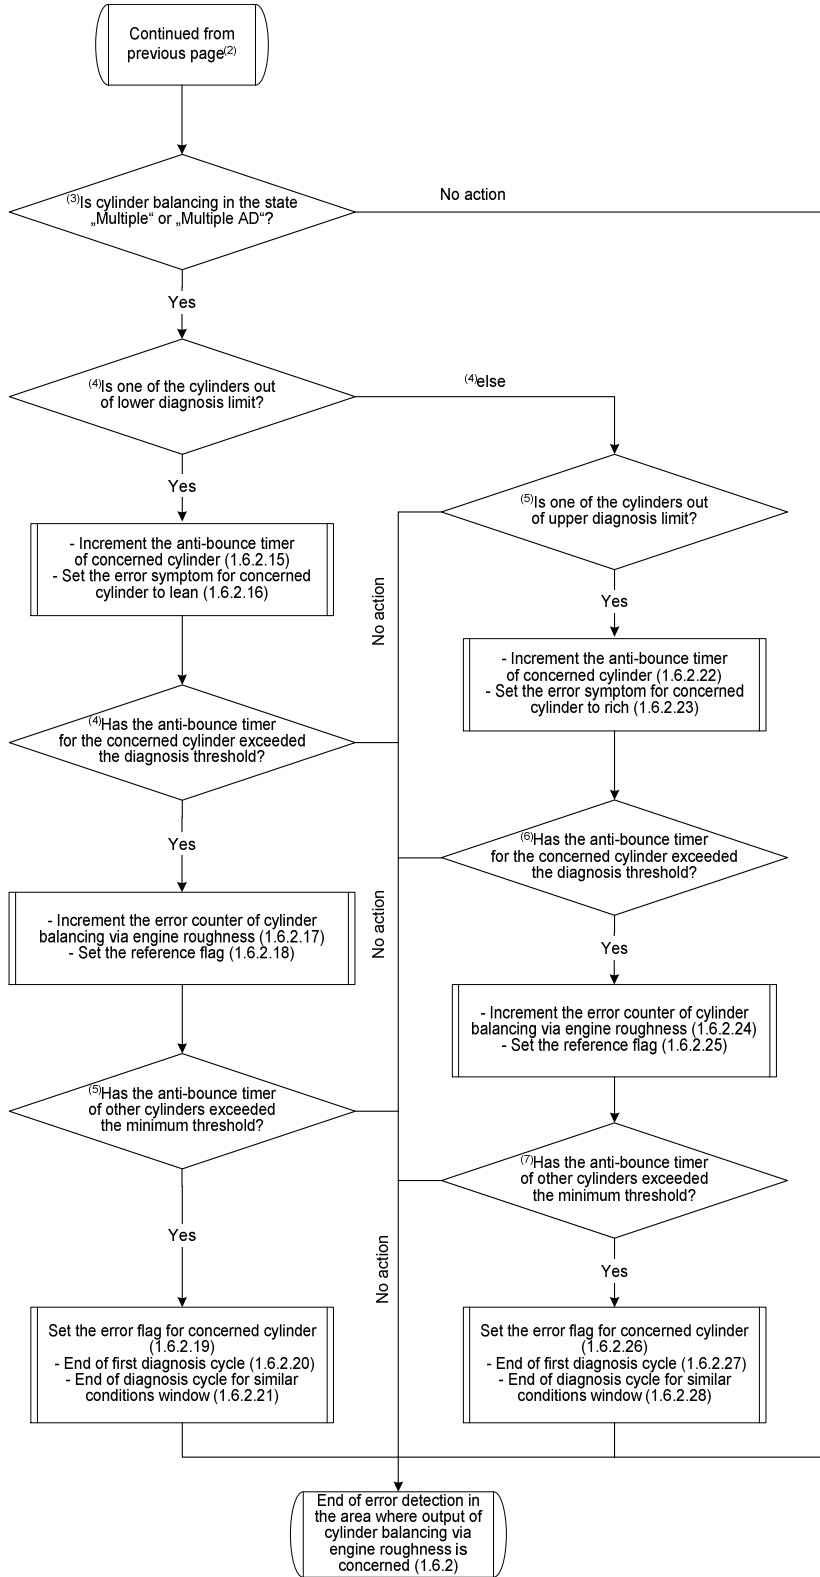 Continued from
previous page(2)
(3)Is cylinder balancing in the state
„Multiple“ or „Multiple AD“?
No action
Yes
(4)Is one of the cylinders out
of lower diagnosis limit?
(4)else
Yes
(5)Is one of the cylinders out
of upper diagnosis limit?
- Increment the anti-bounce timer
of concerned cylinder (1.6.2.15)
- Set the error symptom for concerned
cylinder to lean (1.6.2.16)
No action
Yes
- Increment the anti-bounce timer
of concerned cylinder (1.6.2.22)
- Set the error symptom for concerned
cylinder to rich (1.6.2.23)
(4)Has the anti-bounce timer
for the concerned cylinder exceeded
the diagnosis threshold?
Yes
(6)Has the anti-bounce timer
for the concerned cylinder exceeded
the diagnosis threshold?
- Increment the error counter of cylinder
balancing via engine roughness (1.6.2.17)
- Set the reference flag (1.6.2.18)
No action
Yes
- Increment the error counter of cylinder
balancing via engine roughness (1.6.2.24)
- Set the reference flag (1.6.2.25)
(5)Has the anti-bounce timer
of other cylinders exceeded
the minimum threshold?
(7)Has the anti-bounce timer
of other cylinders exceeded
the minimum threshold?
Yes
No action
Yes
Set the error flag for concerned cylinder
(1.6.2.19)
- End of first diagnosis cycle (1.6.2.20)
- End of diagnosis cycle for similar
conditions window (1.6.2.21)
Set the error flag for concerned cylinder
(1.6.2.26)
- End of first diagnosis cycle (1.6.2.27)
- End of diagnosis cycle for similar
conditions window (1.6.2.28)
End of error detection in
the area where output of
cylinder balancing via
engine roughness is
concerned (1.6.2)